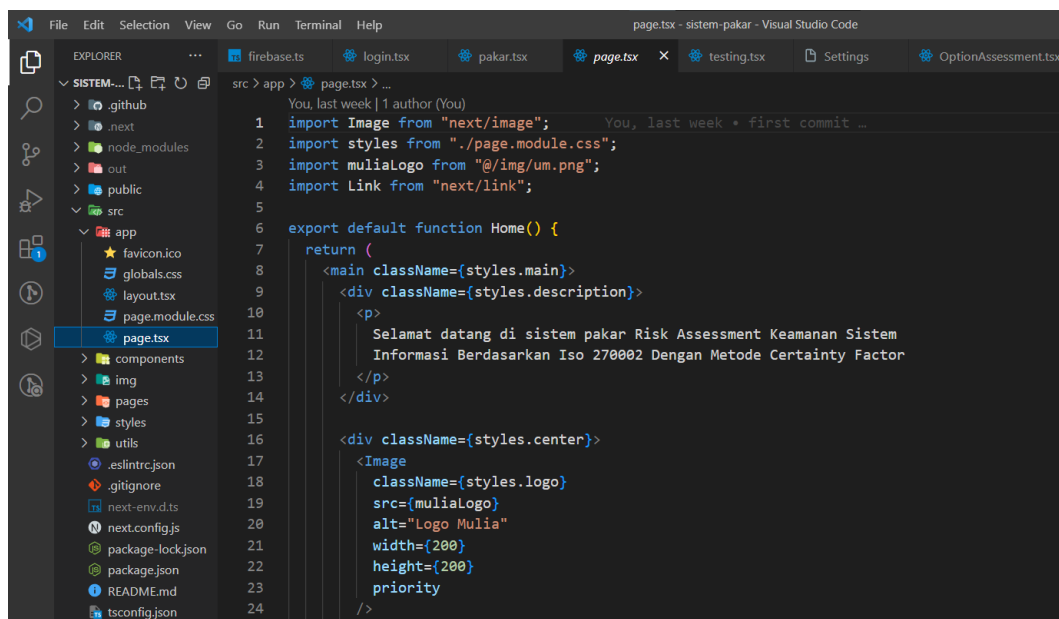 File Edit Selection View Go Run Terminal Help page.tsx - sistem-pakar - Visual Studio Code
EXPLORER ...
firebase.ts login.tsx pakar.tsx page.tsx testing.tsx Settings OptionAssessment.tsx
SISTEM-...
.github
.next
node_modules
out
public
src
app
favicon.ico
globals.css
layout.tsx
page.module.css
page.tsx
components
img
pages
styles
utils
.eslintrc.json
.gitignore
next-env.d.ts
next.config.js
package-lock.json
package.json
README.md
tsconfig.json
1
src > app > page.tsx > ...
You, last week | 1 author (You)
1 import Image from "next/image"; You, last week • first commit …
2 import styles from "./page.module.css";
3 import muliaLogo from "@/img/um.png";
4 import Link from "next/link";
5
6 export default function Home() {
7 return (
8 <main className={styles.main}>
9 <div className={styles.description}>
10 <p>
11 Selamat datang di sistem pakar Risk Assessment Keamanan Sistem
12 Informasi Berdasarkan Iso 270002 Dengan Metode Certainty Factor
13 </p>
14 </div>
15
16 <div className={styles.center}>
17 <Image
18 className={styles.logo}
19 src={muliaLogo}
20 alt="Logo Mulia"
21 width={200}
22 height={200}
23 priority
24 />